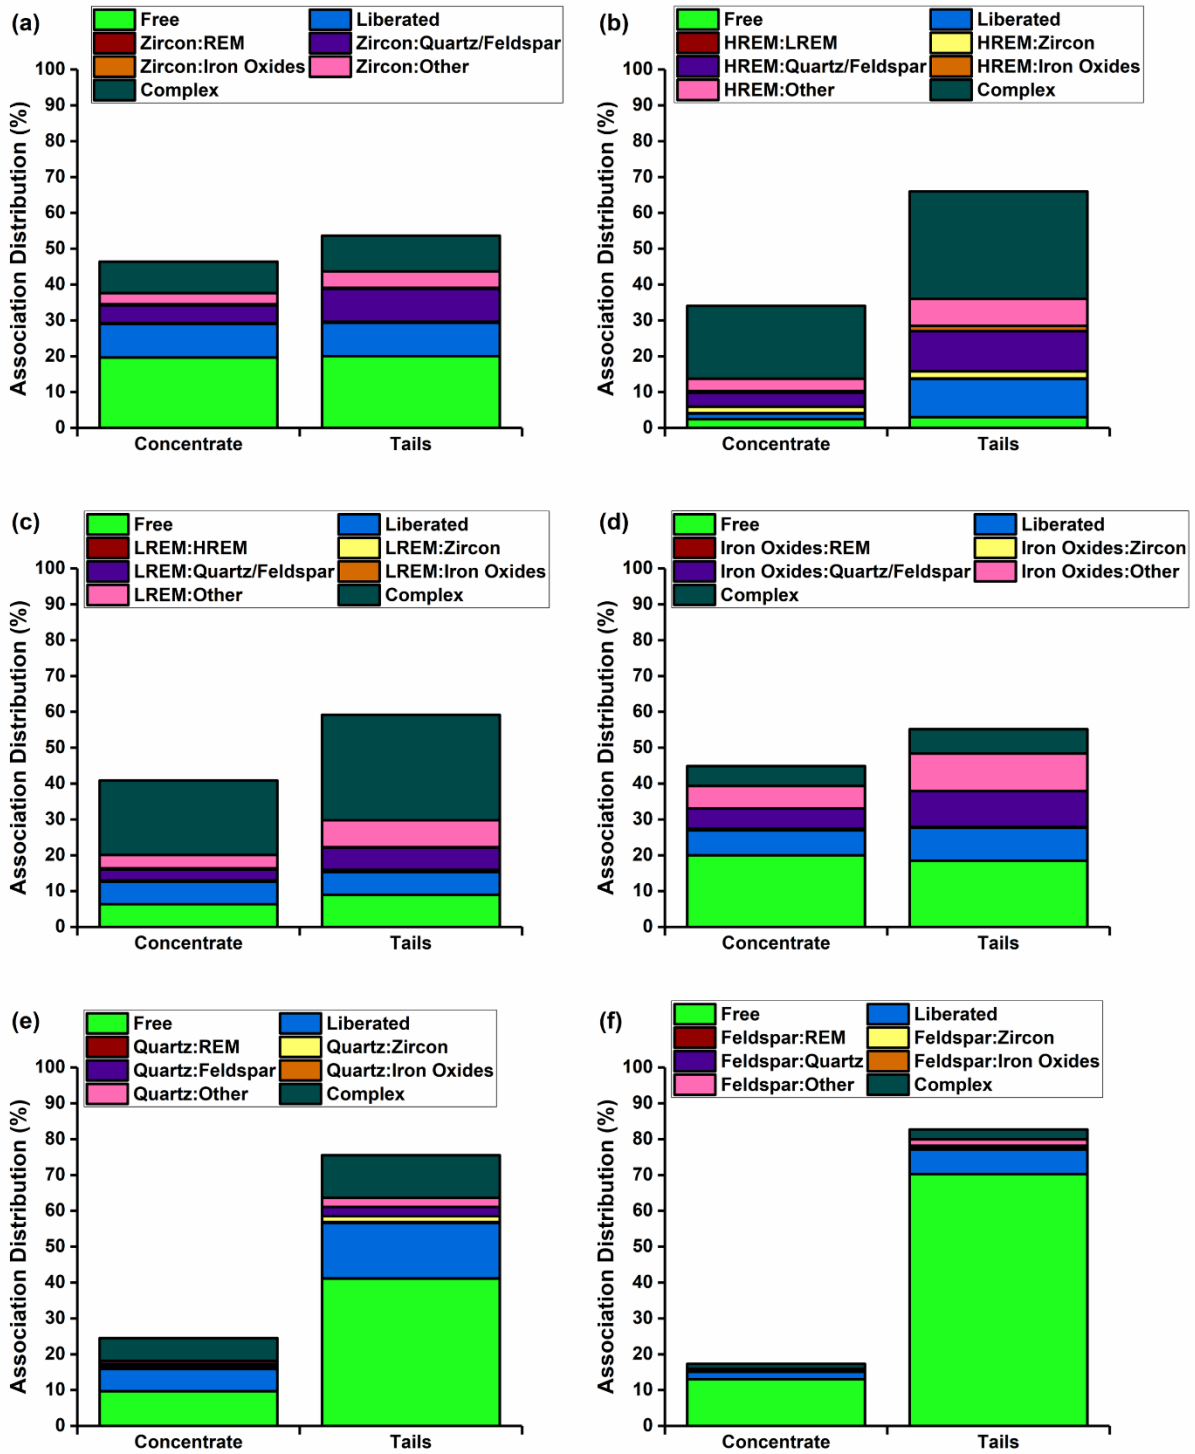 (a)
Free
Liberated
Zircon:REM
Zircon:Quartz/Feldspar
Zircon:Iron Oxides
Zircon:Other
Complex
Association Distribution (%)
100
90
80
70
60
50
40
30
20
10
0
Concentrate
Tails
(b)
Free
Liberated
HREM:LREM
HREM:Zircon
HREM:Quartz/Feldspar
HREM:Iron Oxides
HREM:Other
Complex
Association Distribution (%)
100
90
80
70
60
50
40
30
20
10
0
Concentrate
Tails
(c)
Free
Liberated
LREM:HREM
LREM:Zircon
LREM:Quartz/Feldspar
LREM:Iron Oxides
LREM:Other
Complex
Association Distribution (%)
100
90
80
70
60
50
40
30
20
10
0
Concentrate
Tails
(d)
Free
Liberated
Iron Oxides:REM
Iron Oxides:Zircon
Iron Oxides:Quartz/Feldspar
Iron Oxides:Other
Complex
Association Distribution (%)
100
90
80
70
60
50
40
30
20
10
0
Concentrate
Tails
(e)
Free
Liberated
Quartz:REM
Quartz:Zircon
Quartz:Feldspar
Quartz:Iron Oxides
Quartz:Other
Complex
Association Distribution (%)
100
90
80
70
60
50
40
30
20
10
0
Concentrate
Tails
(f)
Free
Liberated
Feldspar:REM
Feldspar:Zircon
Feldspar:Quartz
Feldspar:Iron Oxides
Feldspar:Other
Complex
Association Distribution (%)
100
90
80
70
60
50
40
30
20
10
0
Concentrate
Tails